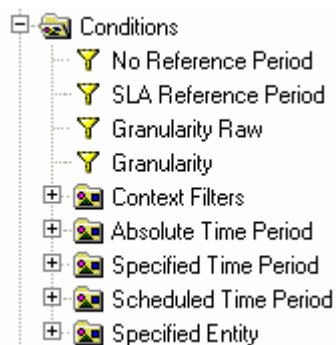 Conditions
No Reference Period
SLA Reference Period
Granularity Raw
Granularity
Context Filters
Absolute Time Period
Specified Time Period
Scheduled Time Period
Specified Entity